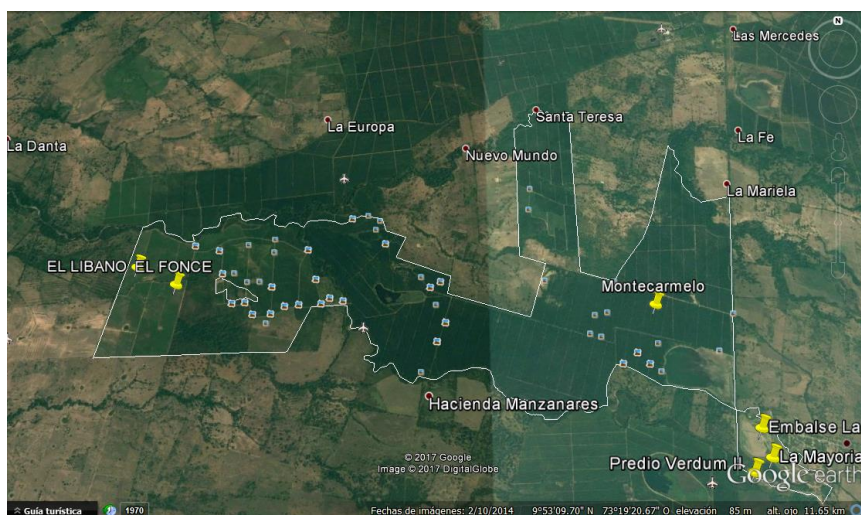 N
Las Mercedes
Santa Teresa
La Europa
La Fe
La Danta
Nuevo Mundo
La Mariela
EL LIBANO EL FONCE
Montecarmelo
Hacienda Manzanares
Embalse La
La Mayoria
Predio Verdum II
© 2017 Google
Image © 2017 DigitalGlobe
Google earth
Guía turística
1970
Fechas de imágenes: 2/10/2014 9°53'09.70" N 73°19'20.67" O elevación 85 m alt. ojo 11.65 km